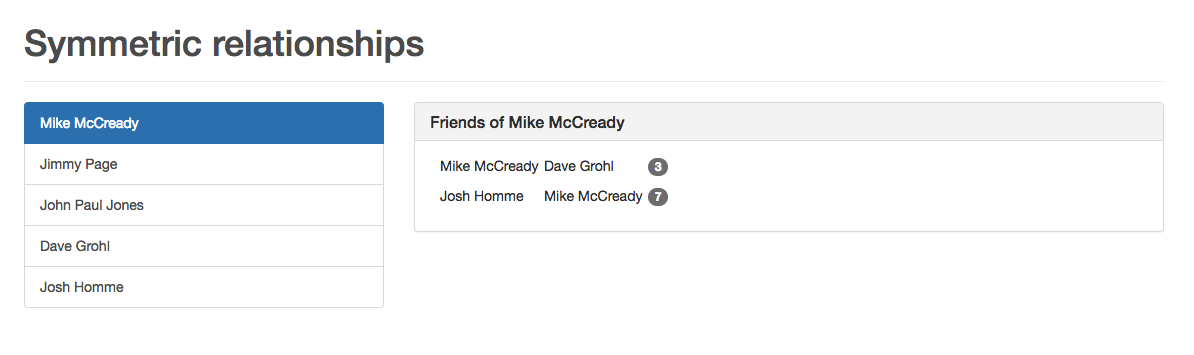 Symmetric relationships
Mike McCready
Jimmy Page
John Paul Jones
Dave Grohl
Josh Homme
Friends of Mike McCready
Mike McCready Dave Grohl 3
Josh Homme Mike McCready 7